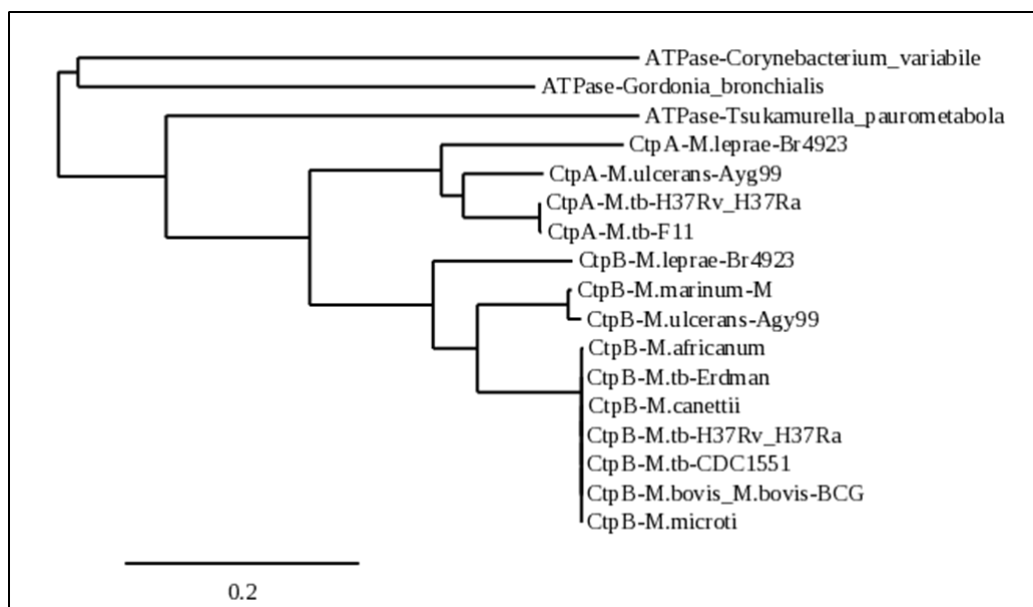 ATPase-Corynebacterium_variabile
ATPase-Gordonia_bronchialis
ATPase-Tsukamurella_paurometabola
CtpA-M.leprae-Br4923
CtpA-M.ulcerans-Ayg99
CtpA-M.tb-H37Rv_H37Ra
CtpA-M.tb-F11
CtpB-M.leprae-Br4923
CtpB-M.marinum-M
CtpB-M.ulcerans-Agy99
CtpB-M.africanum
CtpB-M.tb-Erdman
CtpB-M.canettii
CtpB-M.tb-H37Rv_H37Ra
CtpB-M.tb-CDC1551
CtpB-M.bovis_M.bovis-BCG
CtpB-M.microti
0.2